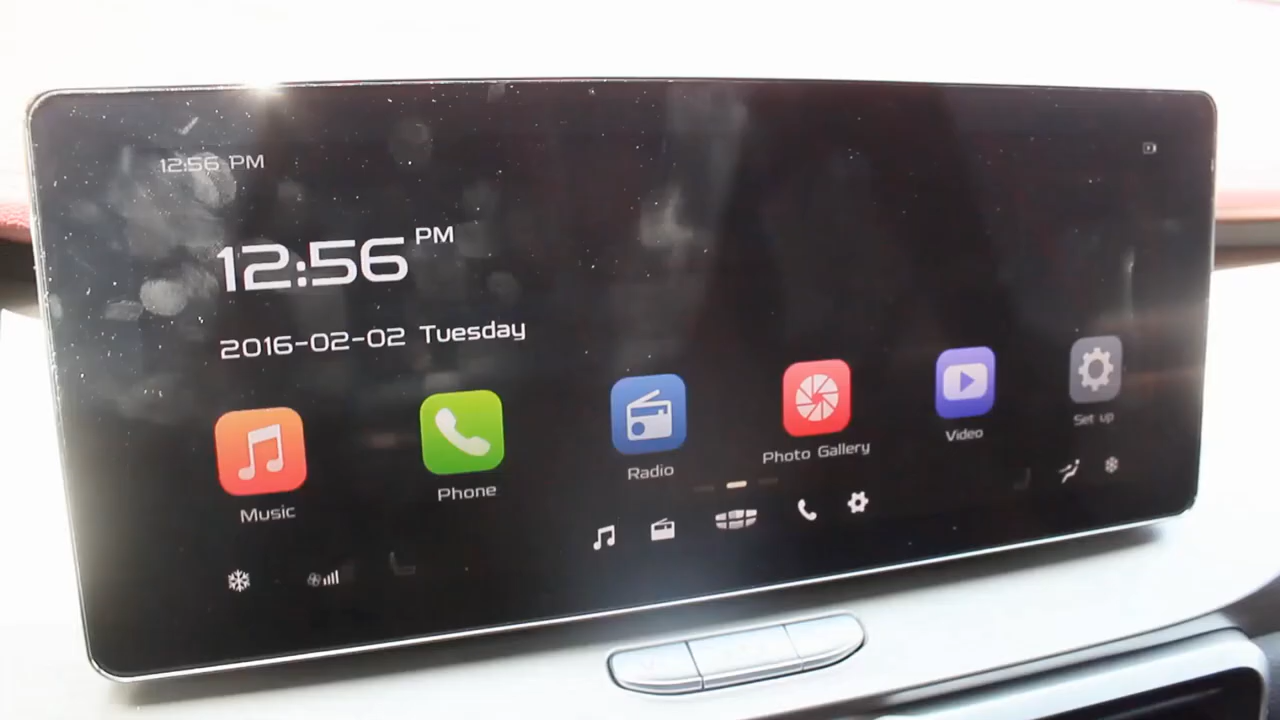 12:56 PM
12:56 PM
2016-02-02 Tuesday
Music
Phone
Radio
Photo Gallery
Video
Set up